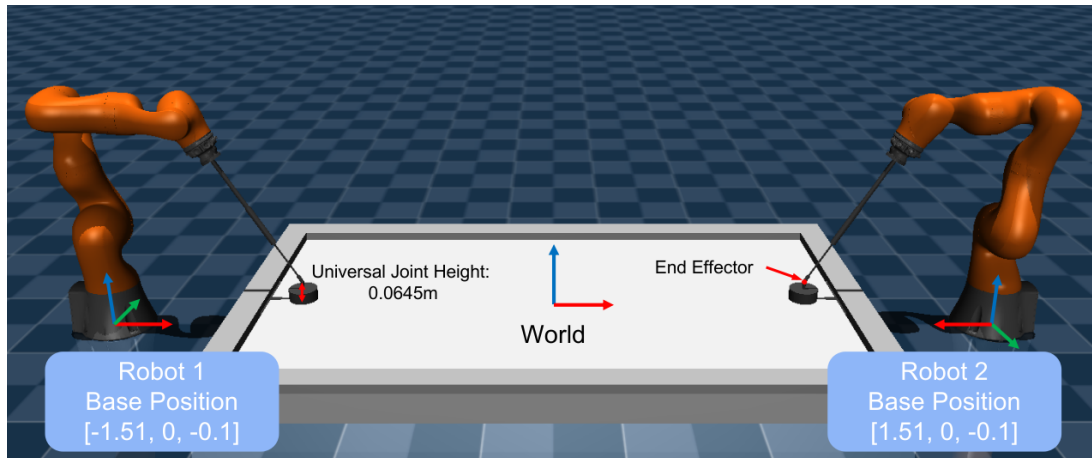 Universal Joint Height:
0.0645m
End Effector
World
Robot 1
Base Position
[-1.51, 0, -0.1]
Robot 2
Base Position
[1.51, 0, -0.1]